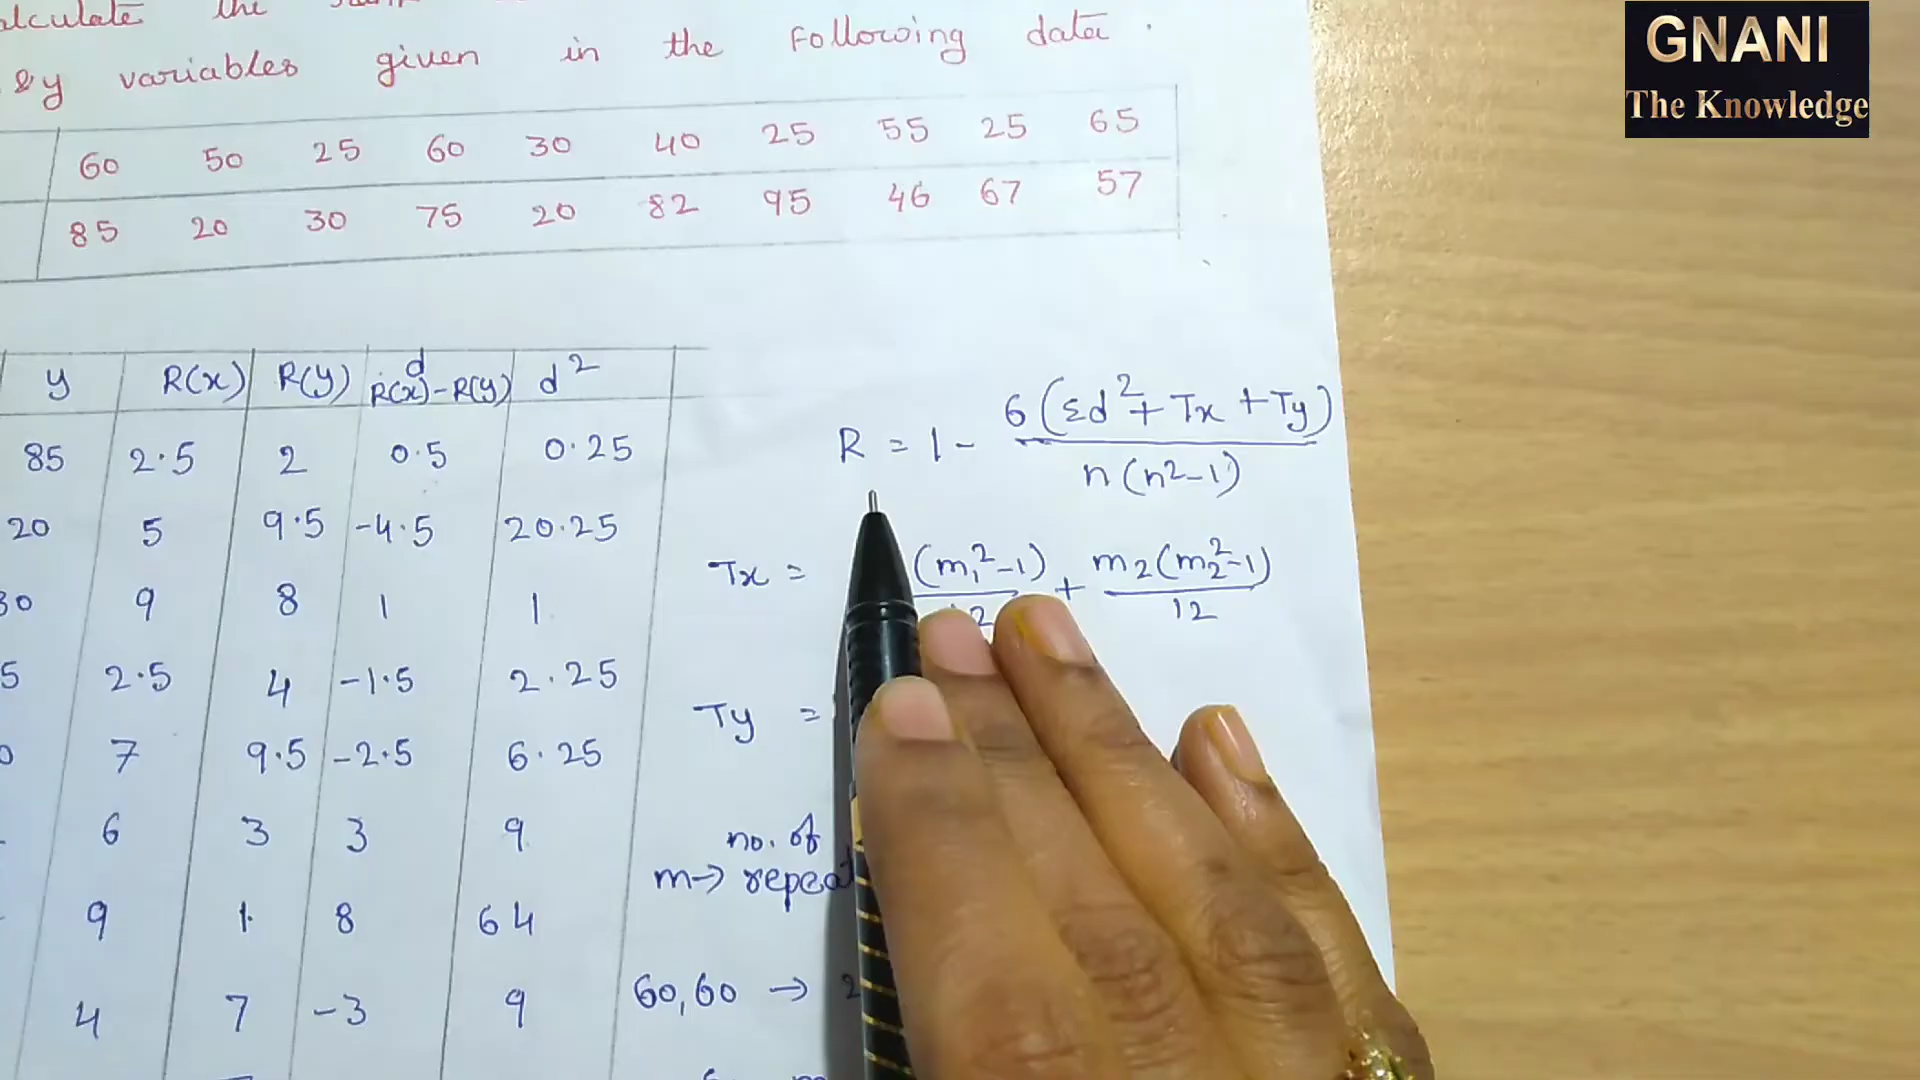 GNANI
The Knowledge
the
&y variables given in the following data.
60 50 25 60 30 40 25 55 25 65
85 20 30 75 20 82 95 46 67 57
y R(x) R(y) d R(x)-R(y) d²
85 2.5 2 0.5 0.25
20 5 9.5 -4.5 20.25
30 9 8 1 1
5 2.5 4 -1.5 2.25
0 7 9.5 -2.5 6.25
6 3 3 9
9 1 8 64
4 7 -3 9
R = 1 - 6(Σd²+Tx+Ty) / n(n²-1)
Tx = (m₁²-1) / 12 + m₂(m₂²-1) / 12
Ty =
no. of
m→
60,60 → 2